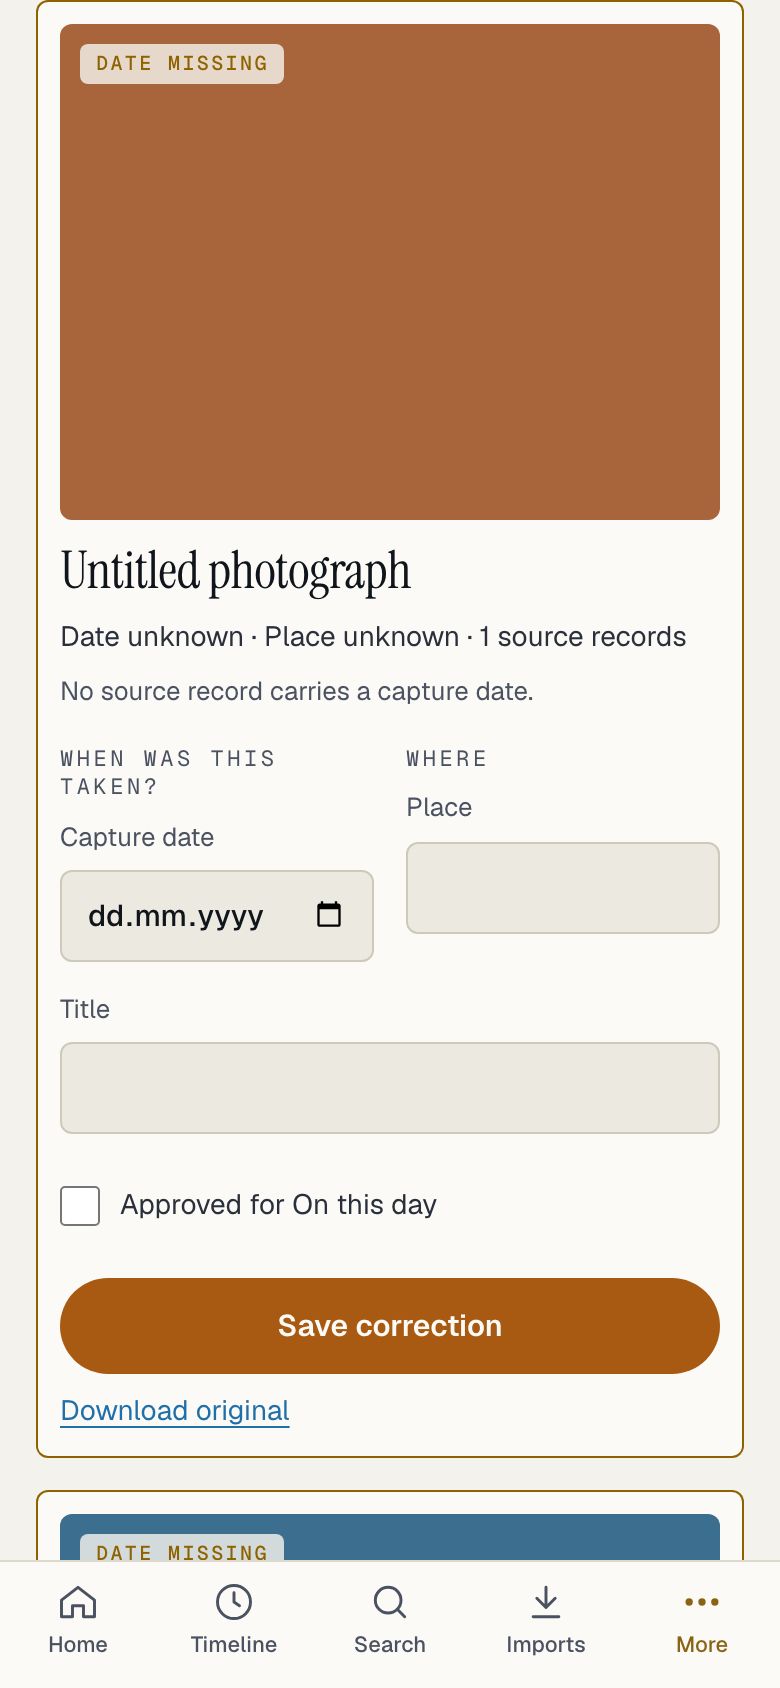 DATE MISSING
Untitled photograph
Date unknown · Place unknown · 1 source records
No source record carries a capture date.
WHEN WAS THIS
TAKEN?
Capture date
dd.mm.yyyy
WHERE
Place
Title
Approved for On this day
Save correction
Download original
DATE MISSING
Home
Timeline
Search
Imports
More